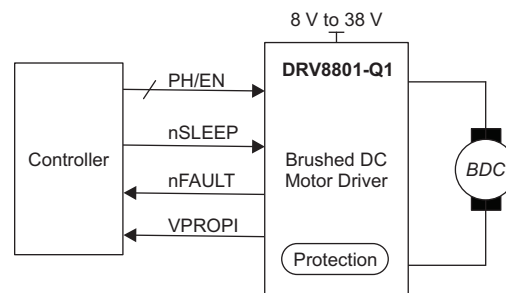 8 V to 38 V
DRV8801-Q1
PH/EN
nSLEEP
Controller
Brushed DC
Motor Driver
BDC
nFAULT
VPROPI
Protection